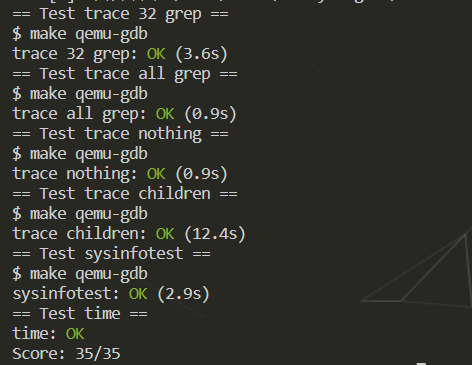 == Test trace 32 grep ==
$ make qemu-gdb
trace 32 grep: OK (3.6s)
== Test trace all grep ==
$ make qemu-gdb
trace all grep: OK (0.9s)
== Test trace nothing ==
$ make qemu-gdb
trace nothing: OK (0.9s)
== Test trace children ==
$ make qemu-gdb
trace children: OK (12.4s)
== Test sysinfotest ==
$ make qemu-gdb
sysinfotest: OK (2.9s)
== Test time ==
time: OK
Score: 35/35